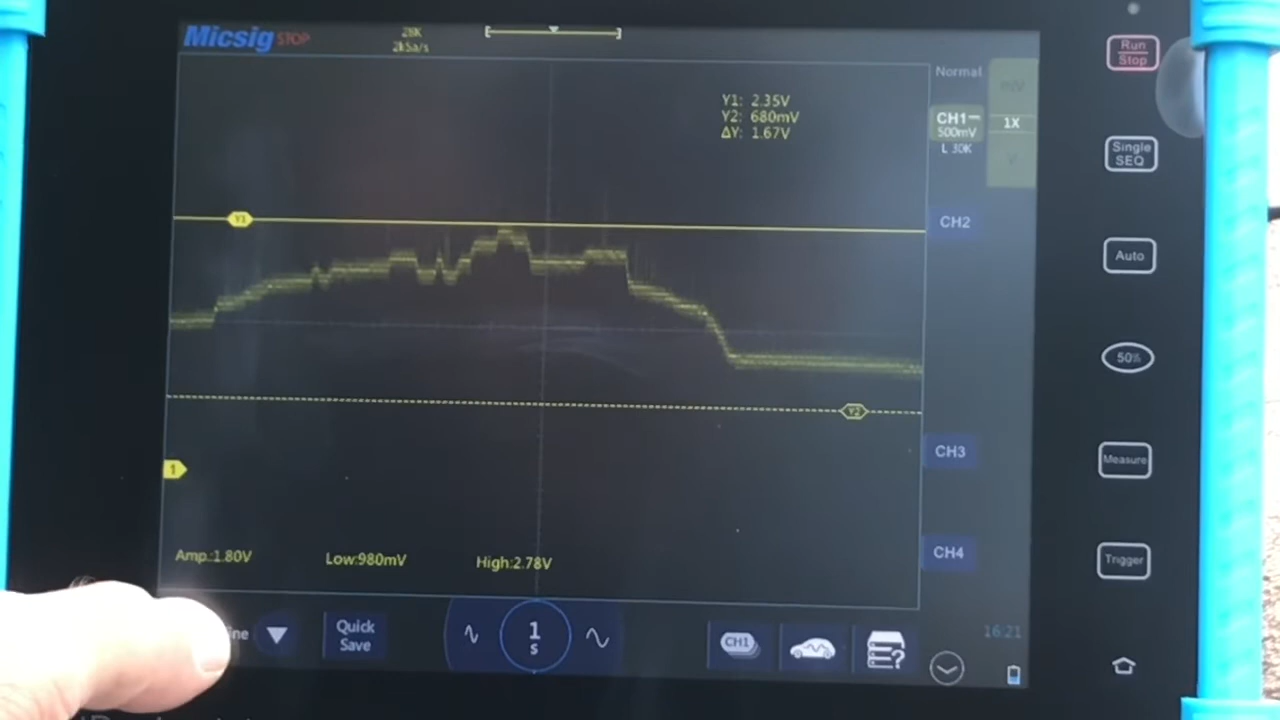 Micsig STOP
28K
2kSa/s
Run
Stop
Normal
mV
Y1: 2.35V
Y2: 680mV
ΔY: 1.67V
CH1
500mV
1X
L 30K
Single
SEQ
Y1
CH2
Auto
50%
Y2
CH3
Measure
1
Amp:1.80V
Low:980mV
High:2.78V
CH4
Trigger
Quick
Save
1
s
CH1
?
16:21